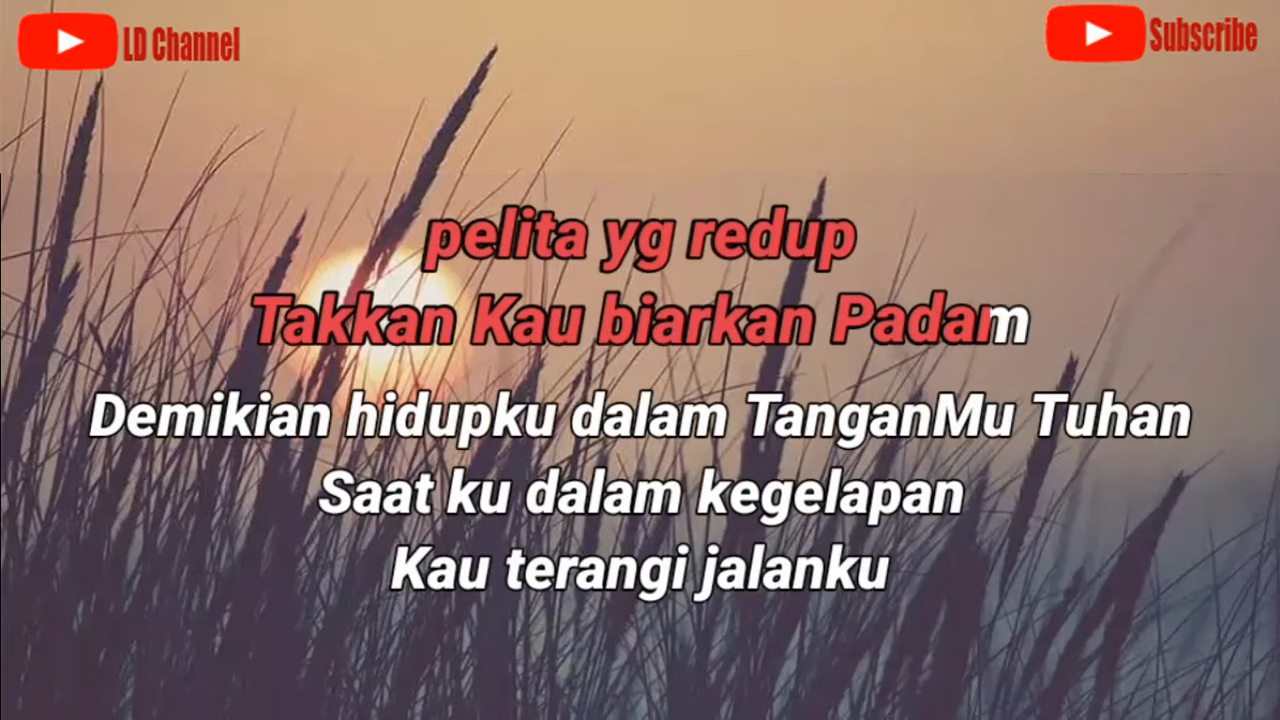 LD Channel
Subscribe
pelita yg redup
Takkan Kau biarkan Padam
Demikian hidupku dalam TanganMu Tuhan
Saat ku dalam kegelapan
Kau terangi jalanku